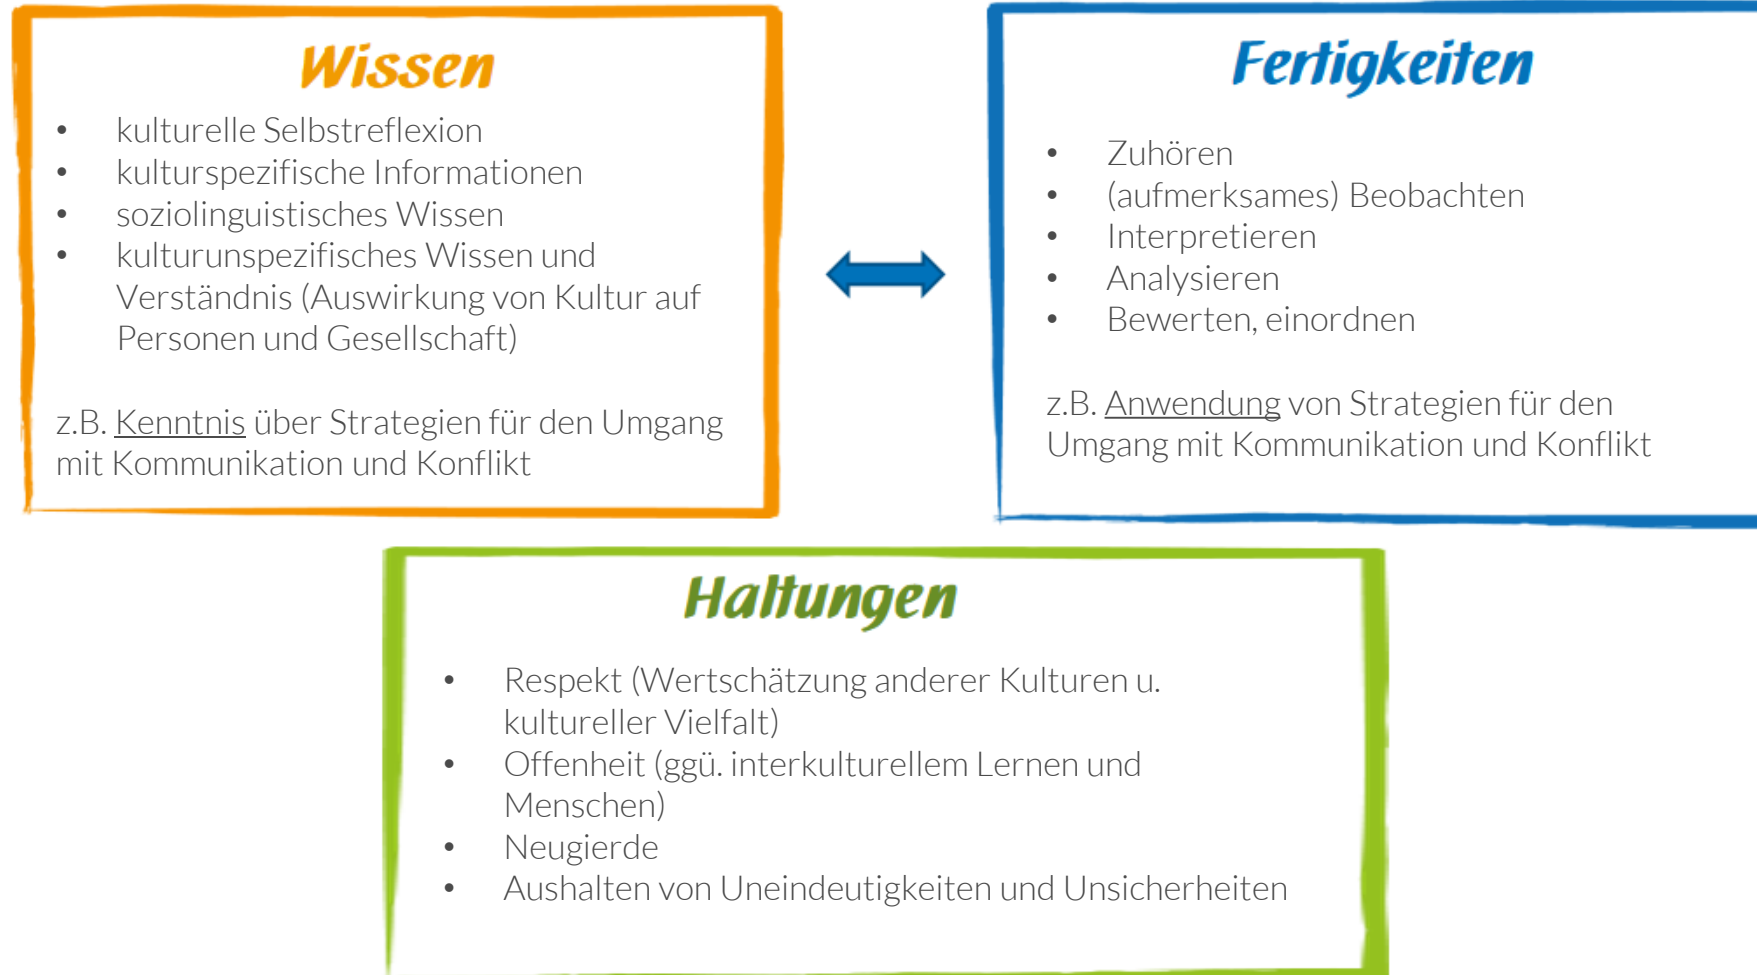 Wissen
• kulturelle Selbstreflexion
• kulturspezifische Informationen
• soziolinguistisches Wissen
• kulturunspezifisches Wissen und
Verständnis (Auswirkung von Kultur auf
Personen und Gesellschaft)
z.B. Kenntnis über Strategien für den Umgang
mit Kommunikation und Konflikt
Fertigkeiten
• Zuhören
• (aufmerksames) Beobachten
• Interpretieren
• Analysieren
• Bewerten, einordnen
z.B. Anwendung von Strategien für den
Umgang mit Kommunikation und Konflikt
Haltungen
• Respekt (Wertschätzung anderer Kulturen u.
kultureller Vielfalt)
• Offenheit (ggü. interkulturellem Lernen und
Menschen)
• Neugierde
• Aushalten von Uneindeutigkeiten und Unsicherheiten